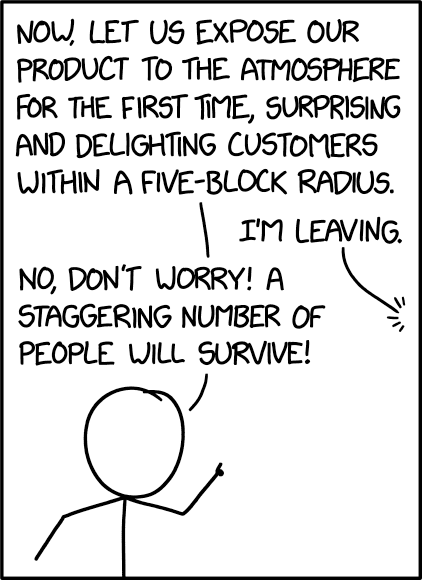 NOW, LET US EXPOSE OUR
PRODUCT TO THE ATMOSPHERE
FOR THE FIRST TIME, SURPRISING
AND DELIGHTING CUSTOMERS
WITHIN A FIVE-BLOCK RADIUS.
I'M LEAVING.
NO, DON'T WORRY! A
STAGGERING NUMBER OF
PEOPLE WILL SURVIVE!